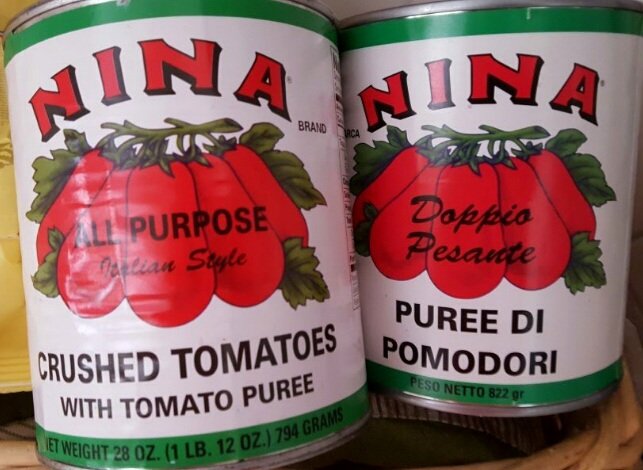 NINA
BRAND
ALL PURPOSE
Italian Style
CRUSHED TOMATOES
WITH TOMATO PUREE
NET WEIGHT 28 OZ. (1 LB. 12 OZ.) 794 GRAMS
NINA
Doppio
Pesante
PUREE DI
POMODORI
PESO NETTO 822 gr